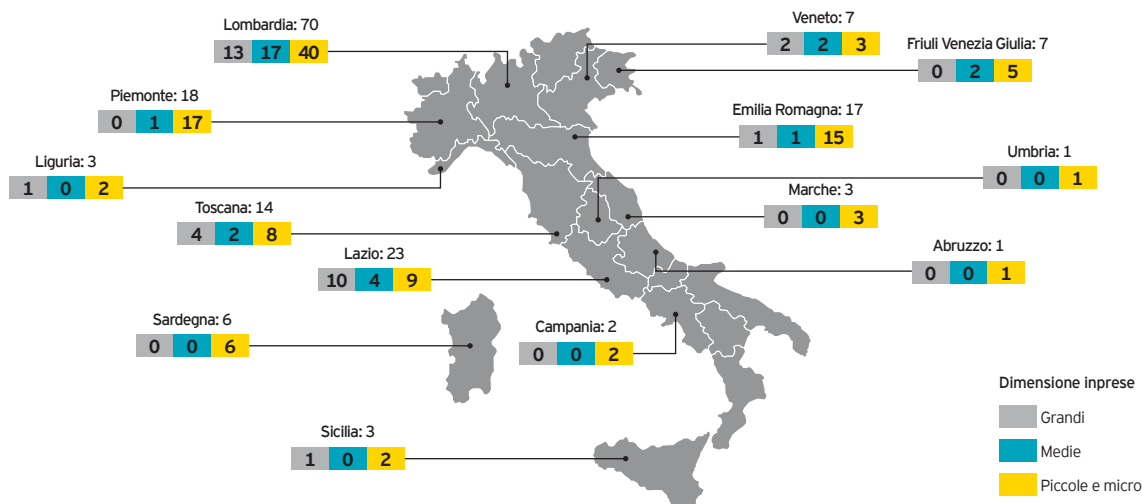 Lombardia: 70
13 17 40
Veneto: 7
2 2 3
Friuli Venezia Giulia: 7
0 2 5
Piemonte: 18
0 1 17
Emilia Romagna: 17
1 1 15
Liguria: 3
1 0 2
Umbria: 1
0 0 1
Marche: 3
0 0 3
Toscana: 14
4 2 8
Lazio: 23
10 4 9
Abruzzo: 1
0 0 1
Sardegna: 6
0 0 6
Campania: 2
0 0 2
Sicilia: 3
1 0 2
Dimensione inprese
Grandi
Medie
Piccole e micro